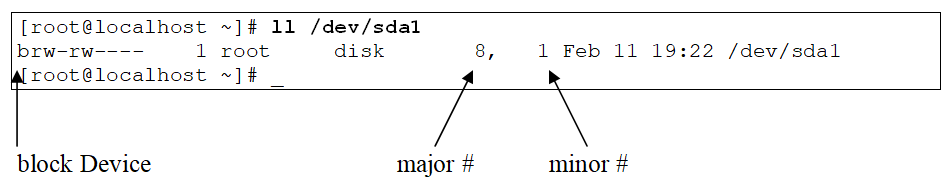 [root@localhost ~]# ll /dev/sda1
brw-rw---- 1 root disk 8, 1 Feb 11 19:22 /dev/sda1
[root@localhost ~]# _
block Device major # minor #